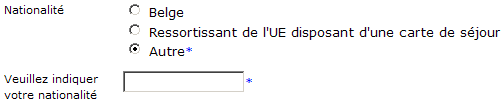 Nationalité
Belge
Ressortissant de l'UE disposant d'une carte de séjour
Autre*
Veuillez indiquer
votre nationalité
*